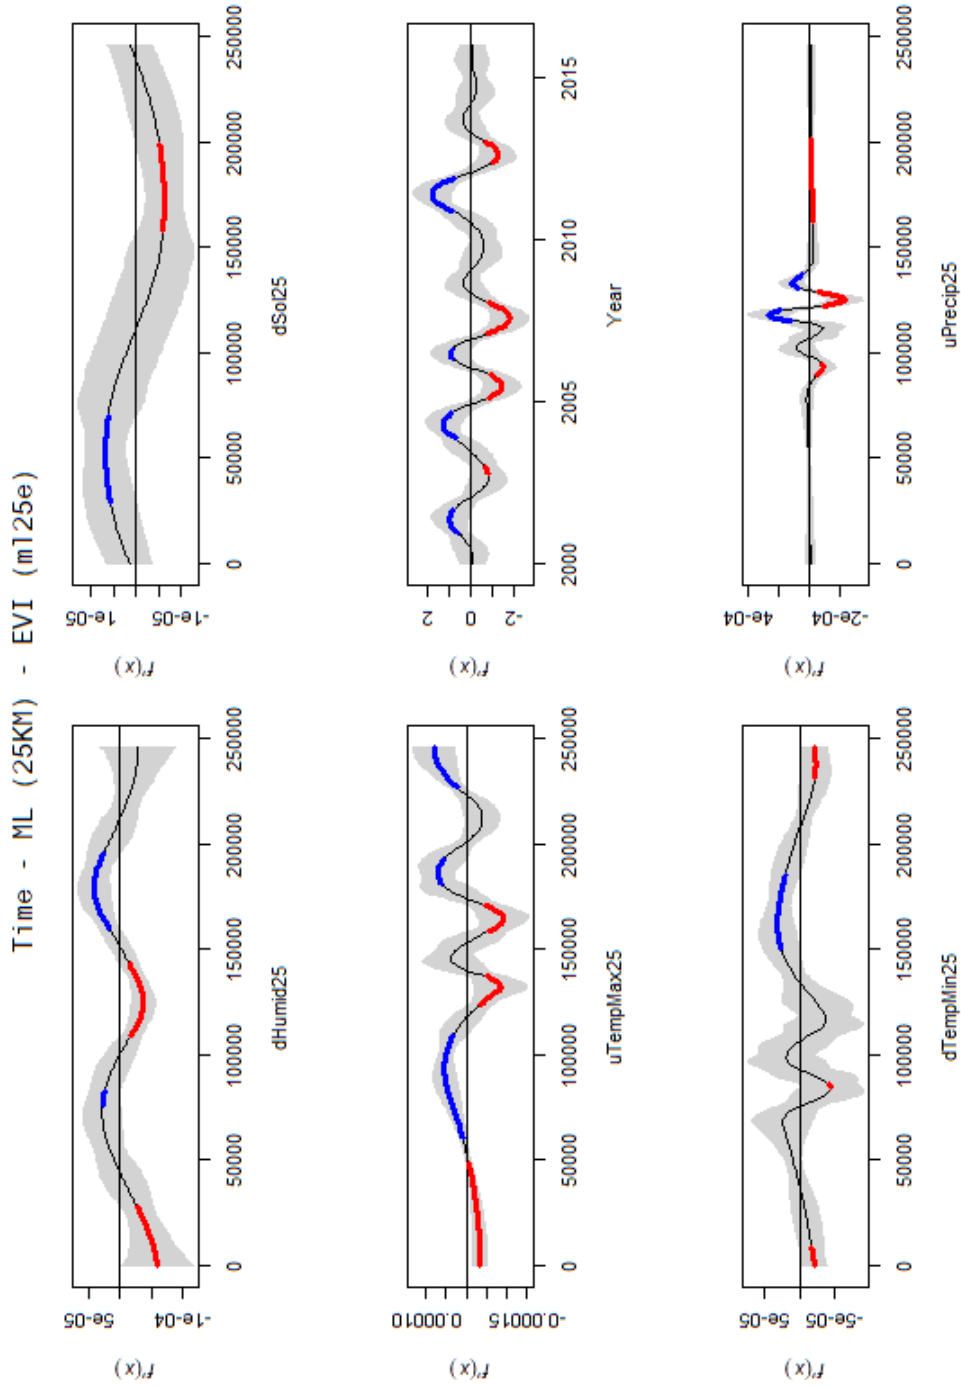 Time - ML (25KM) - EVI (ml25e)
f'(x)
-1e-04 5e-05
0 50000 100000 150000 200000 250000
dHumid25
f'(x)
-1e-05 1e-05
0 50000 100000 150000 200000 250000
dSol25
f'(x)
-0.00015 0.00010
0 50000 100000 150000 200000 250000
uTempMax25
f'(x)
-2 0 2
2000 2005 2010 2015
Year
f'(x)
-5e-05 5e-05
0 50000 100000 150000 200000 250000
dTempMin25
f'(x)
-2e-04 4e-04
0 50000 100000 150000 200000 250000
uPrecip25